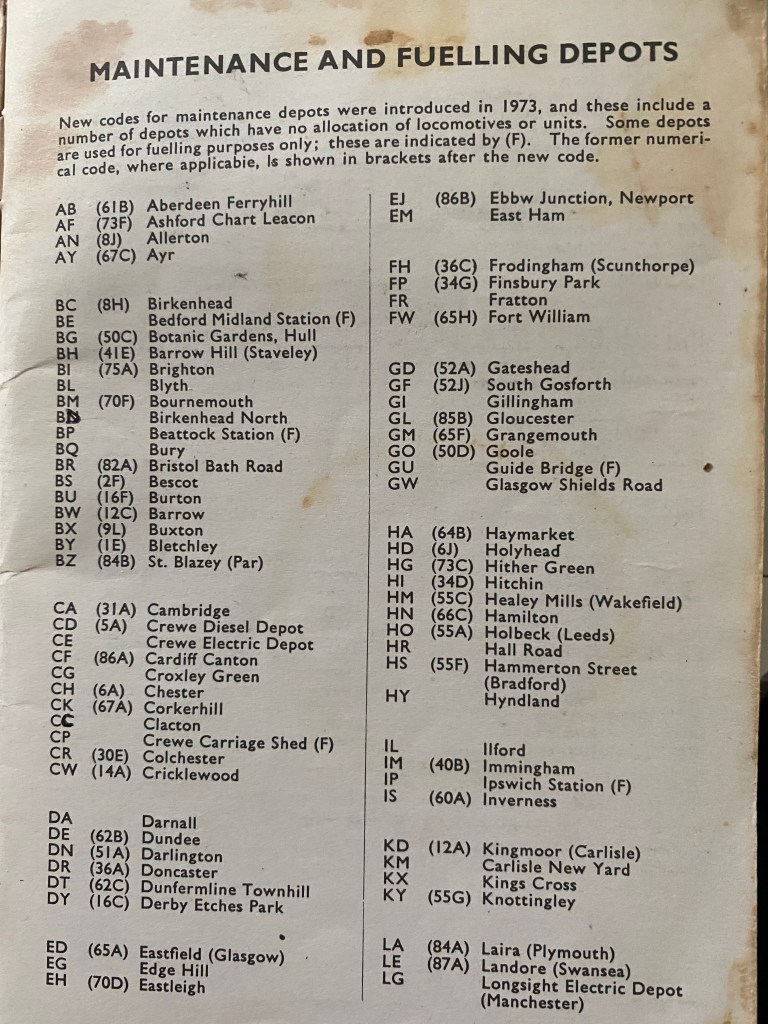 MAINTENANCE AND FUELLING DEPOTS
New codes for maintenance depots were introduced in 1973, and these include a
number of depots which have no allocation of locomotives or units. Some depots
are used for fuelling purposes only; these are indicated by (F). The former numeri-
cal code, where applicabie, Is shown in brackets after the new code.
AB (61B) Aberdeen Ferryhill
AF (73F) Ashford Chart Leacon
AN (8J) Allerton
AY (67C) Ayr
BC (8H) Birkenhead
BE Bedford Midland Station (F)
BG (50C) Botanic Gardens, Hull
BH (41E) Barrow Hill (Staveley)
BI (75A) Brighton
BL Blyth
BM (70F) Bournemouth
BD Birkenhead North
BP Beattock Station (F)
BQ Bury
BR (82A) Bristol Bath Road
BS (2F) Bescot
BU (16F) Burton
BW (12C) Barrow
BX (9L) Buxton
BY (1E) Bletchley
BZ (84B) St. Blazey (Par)
CA (31A) Cambridge
CD (5A) Crewe Diesel Depot
CE Crewe Electric Depot
CF (86A) Cardiff Canton
CG Croxley Green
CH (6A) Chester
CK (67A) Corkerhill
CC Clacton
CP Crewe Carriage Shed (F)
CR (30E) Colchester
CW (14A) Cricklewood
DA Darnall
DE (62B) Dundee
DN (51A) Darlington
DR (36A) Doncaster
DT (62C) Dunfermline Townhill
DY (16C) Derby Etches Park
ED (65A) Eastfield (Glasgow)
EG Edge Hill
EH (70D) Eastleigh
EJ (86B) Ebbw Junction, Newport
EM East Ham
FH (36C) Frodingham (Scunthorpe)
FP (34G) Finsbury Park
FR Fratton
FW (65H) Fort William
GD (52A) Gateshead
GF (52J) South Gosforth
GI Gillingham
GL (85B) Gloucester
GM (65F) Grangemouth
GO (50D) Goole
GU Guide Bridge (F)
GW Glasgow Shields Road
HA (64B) Haymarket
HD (6J) Holyhead
HG (73C) Hither Green
HI (34D) Hitchin
HM (55C) Healey Mills (Wakefield)
HN (66C) Hamilton
HO (55A) Holbeck (Leeds)
HR Hall Road
HS (55F) Hammerton Street
(Bradford)
HY Hyndland
IL Ilford
IM (40B) Immingham
IP Ipswich Station (F)
IS (60A) Inverness
KD (12A) Kingmoor (Carlisle)
KM Carlisle New Yard
KX Kings Cross
KY (55G) Knottingley
LA (84A) Laira (Plymouth)
LE (87A) Landore (Swansea)
LG Longsight Electric Depot
(Manchester)